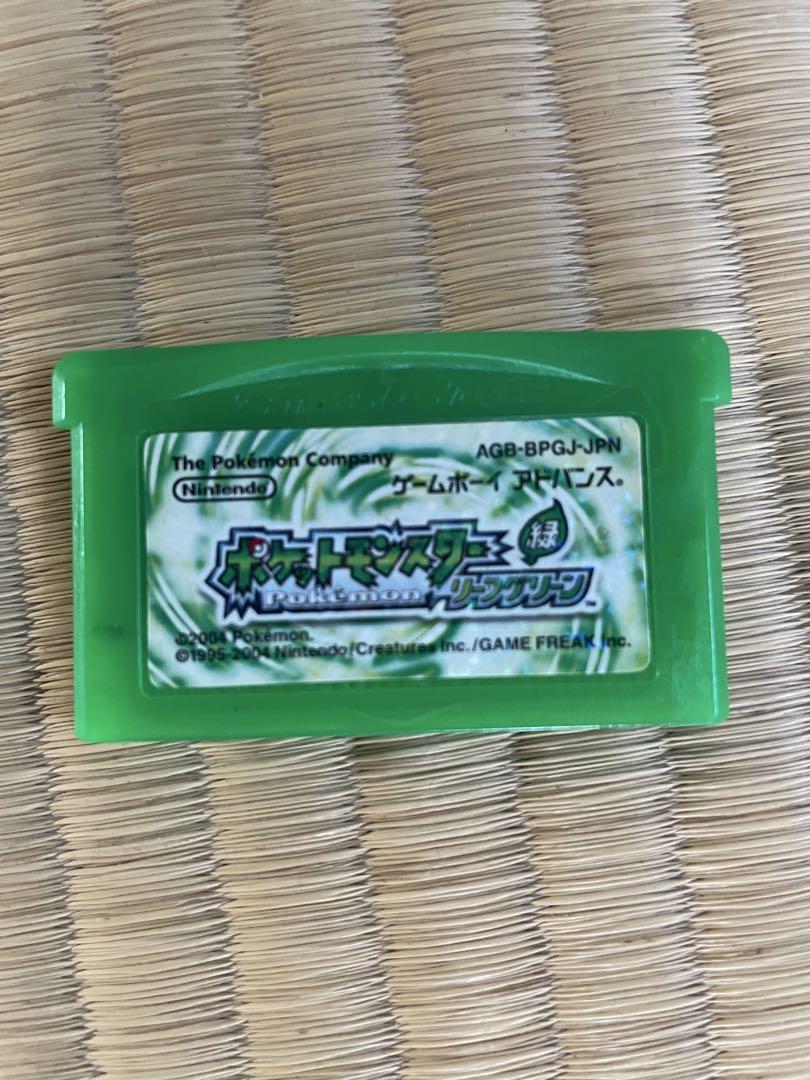 The Pokémon Company
AGB-BPGJ-JPN
Nintendo
ゲームボーイ アドバンス®
ポケットモンスター
緑
Pokémon
リーフグリーン™
℗2004 Pokémon.
©1995-2004 Nintendo/Creatures Inc./GAME FREAK Inc.